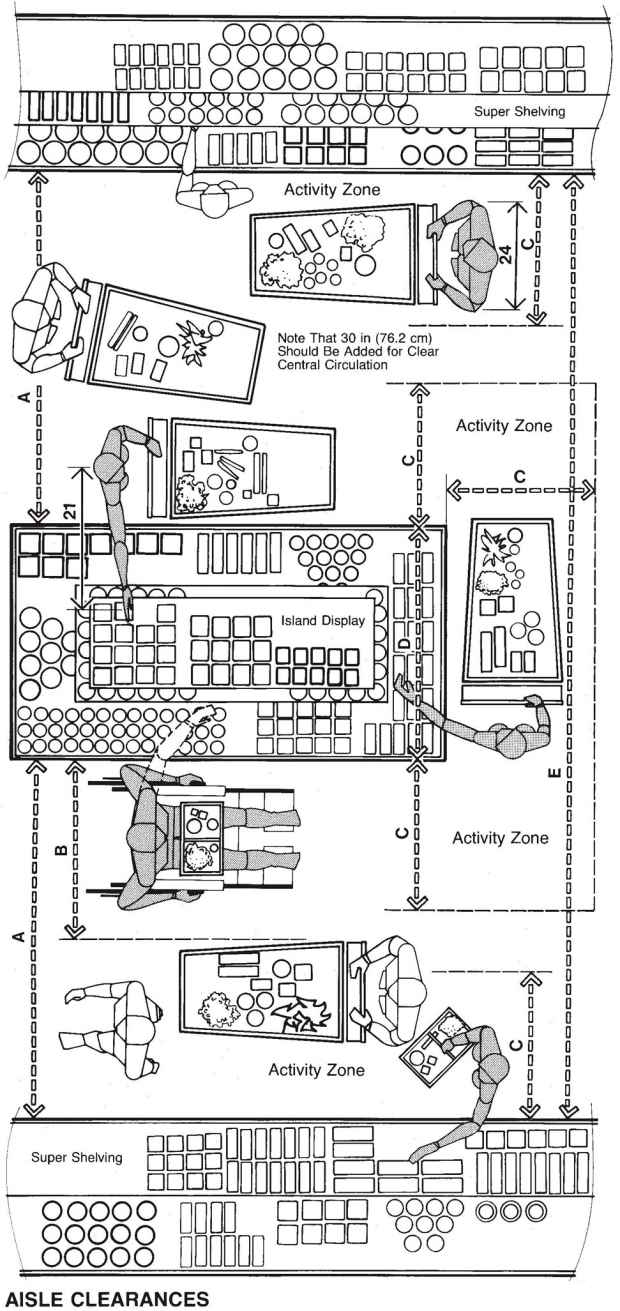 Super Shelving
Activity Zone
C
24
Note That 30 in (76.2 cm)
Should Be Added for Clear
Central Circulation
A
Activity Zone
C
C
21
Island Display
D
E
B
C
Activity Zone
A
C
Activity Zone
Super Shelving
AISLE CLEARANCES